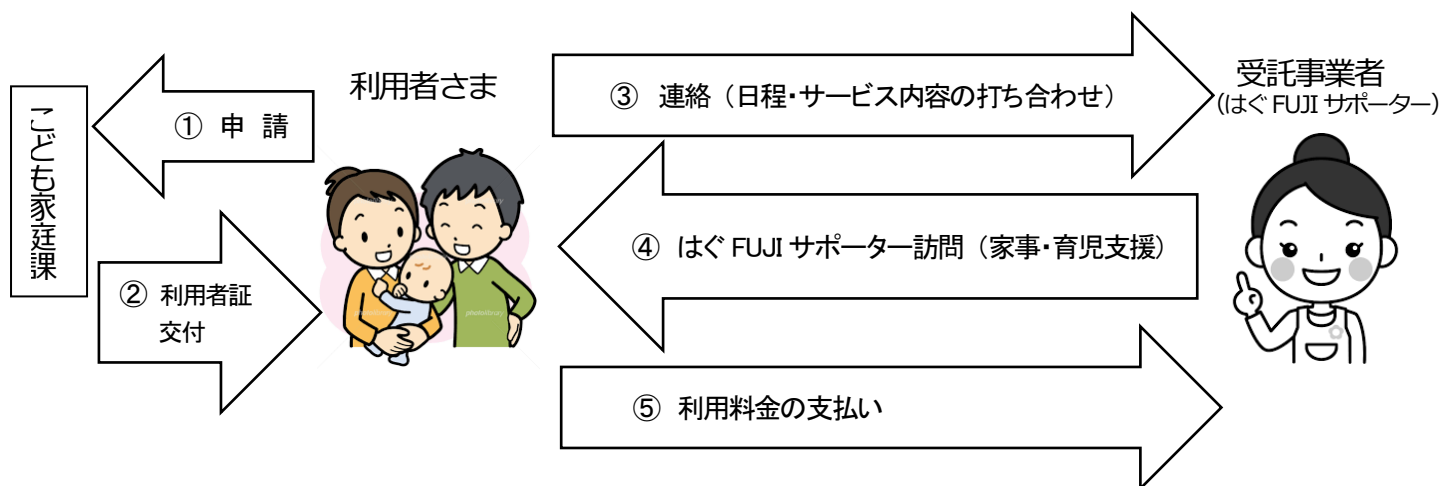 こども家庭課
① 申 請
② 利用者証
交付
利用者さま
③ 連絡（日程・サービス内容の打ち合わせ）
④ はぐ FUJI サポーター訪問（家事・育児支援）
⑤ 利用料金の支払い
受託事業者
（はぐ FUJI サポーター）